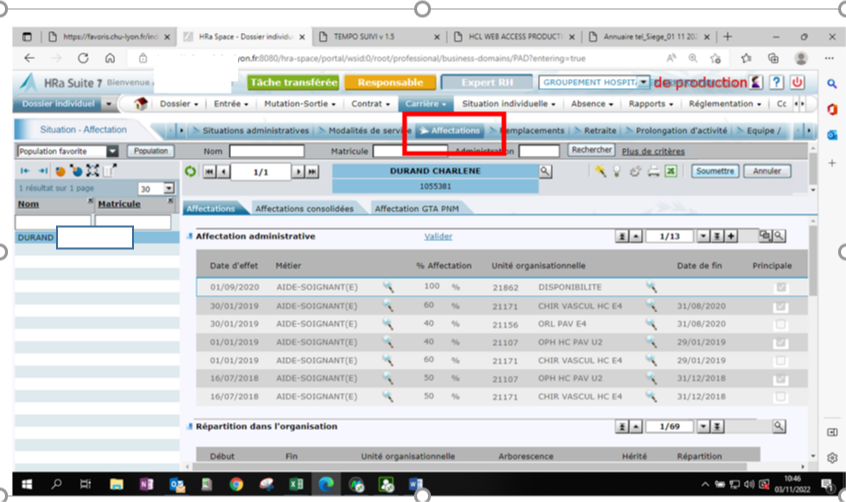 https://favoris.chu-lyon.fr/ind
HRa Space - Dossier individu
TEMPO SUIVI v 1.5
HCL WEB ACCESS PRODUCTI
Annuaire tel_Siege_01 11 202
yon.fr:8080/hra-space/portal/wsid:0/root/professional/business-domains/PAD?entering=true
HRa Suite 7 Bienvenue
Tâche transférée
Responsable
Expert RH
GROUPEMENT HOSPIT
de production
Dossier individuel
Dossier
Entrée
Mutation-Sortie
Contrat
Carrière
Situation individuelle
Absence
Rapports
Réglementation
Cc
Situation - Affectation
Situations administratives
Modalités de service
Affectations
Remplacements
Retraite
Prolongation d'activité
Equipe /
Population favorite
Population
Nom
Matricule
Administration
Rechercher
Plus de critères
1/1
DURAND CHARLENE
1055381
Soumettre
Annuler
1 résultat sur 1 page
30
Nom
Matricule
DURAND
Affectations
Affectations consolidées
Affectation GTA PNM
Affectation administrative
Valider
1/13
Date d'effet Métier % Affectation Unité organisationnelle Date de fin Principale
01/09/2020 AIDE-SOIGNANT(E) 100 % 21862 DISPONIBILITE
30/01/2019 AIDE-SOIGNANT(E) 60 % 21171 CHIR VASCUL HC E4 31/08/2020
30/01/2019 AIDE-SOIGNANT(E) 40 % 21156 ORL PAV E4 31/08/2020
01/01/2019 AIDE-SOIGNANT(E) 40 % 21107 OPH HC PAV U2 29/01/2019
01/01/2019 AIDE-SOIGNANT(E) 60 % 21171 CHIR VASCUL HC E4 29/01/2019
16/07/2018 AIDE-SOIGNANT(E) 50 % 21107 OPH HC PAV U2 31/12/2018
16/07/2018 AIDE-SOIGNANT(E) 50 % 21171 CHIR VASCUL HC E4 31/12/2018
Répartition dans l'organisation
1/69
Début Fin Unité organisationnelle Arborescence Hérité Répartition
10:46
03/11/2022